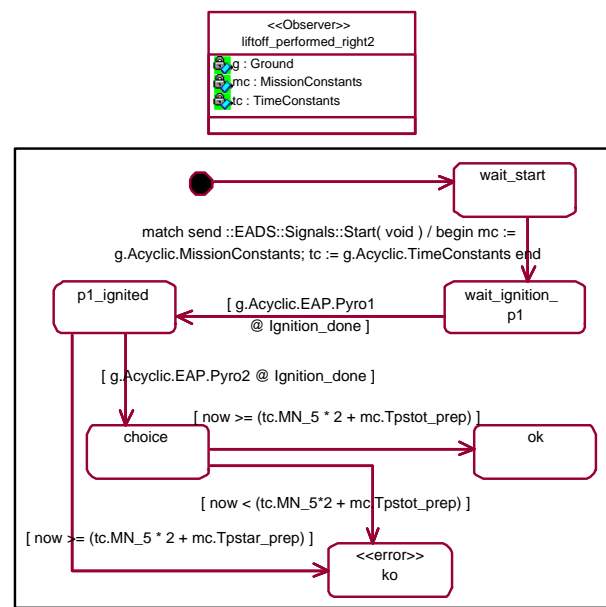 <<Observer>>
liftoff_performed_right2
g : Ground
mc : MissionConstants
tc : TimeConstants
wait_start
match send ::EADS::Signals::Start( void ) / begin mc :=
g.Acyclic.MissionConstants; tc := g.Acyclic.TimeConstants end
p1_ignited
wait_ignition_
p1
[ g.Acyclic.EAP.Pyro1
@ Ignition_done ]
[ g.Acyclic.EAP.Pyro2 @ Ignition_done ]
[ now >= (tc.MN_5 * 2 + mc.Tpstot_prep) ]
choice
ok
[ now < (tc.MN_5*2 + mc.Tpstot_prep) ]
[ now >= (tc.MN_5 * 2 + mc.Tpstar_prep) ]
<<error>>
ko